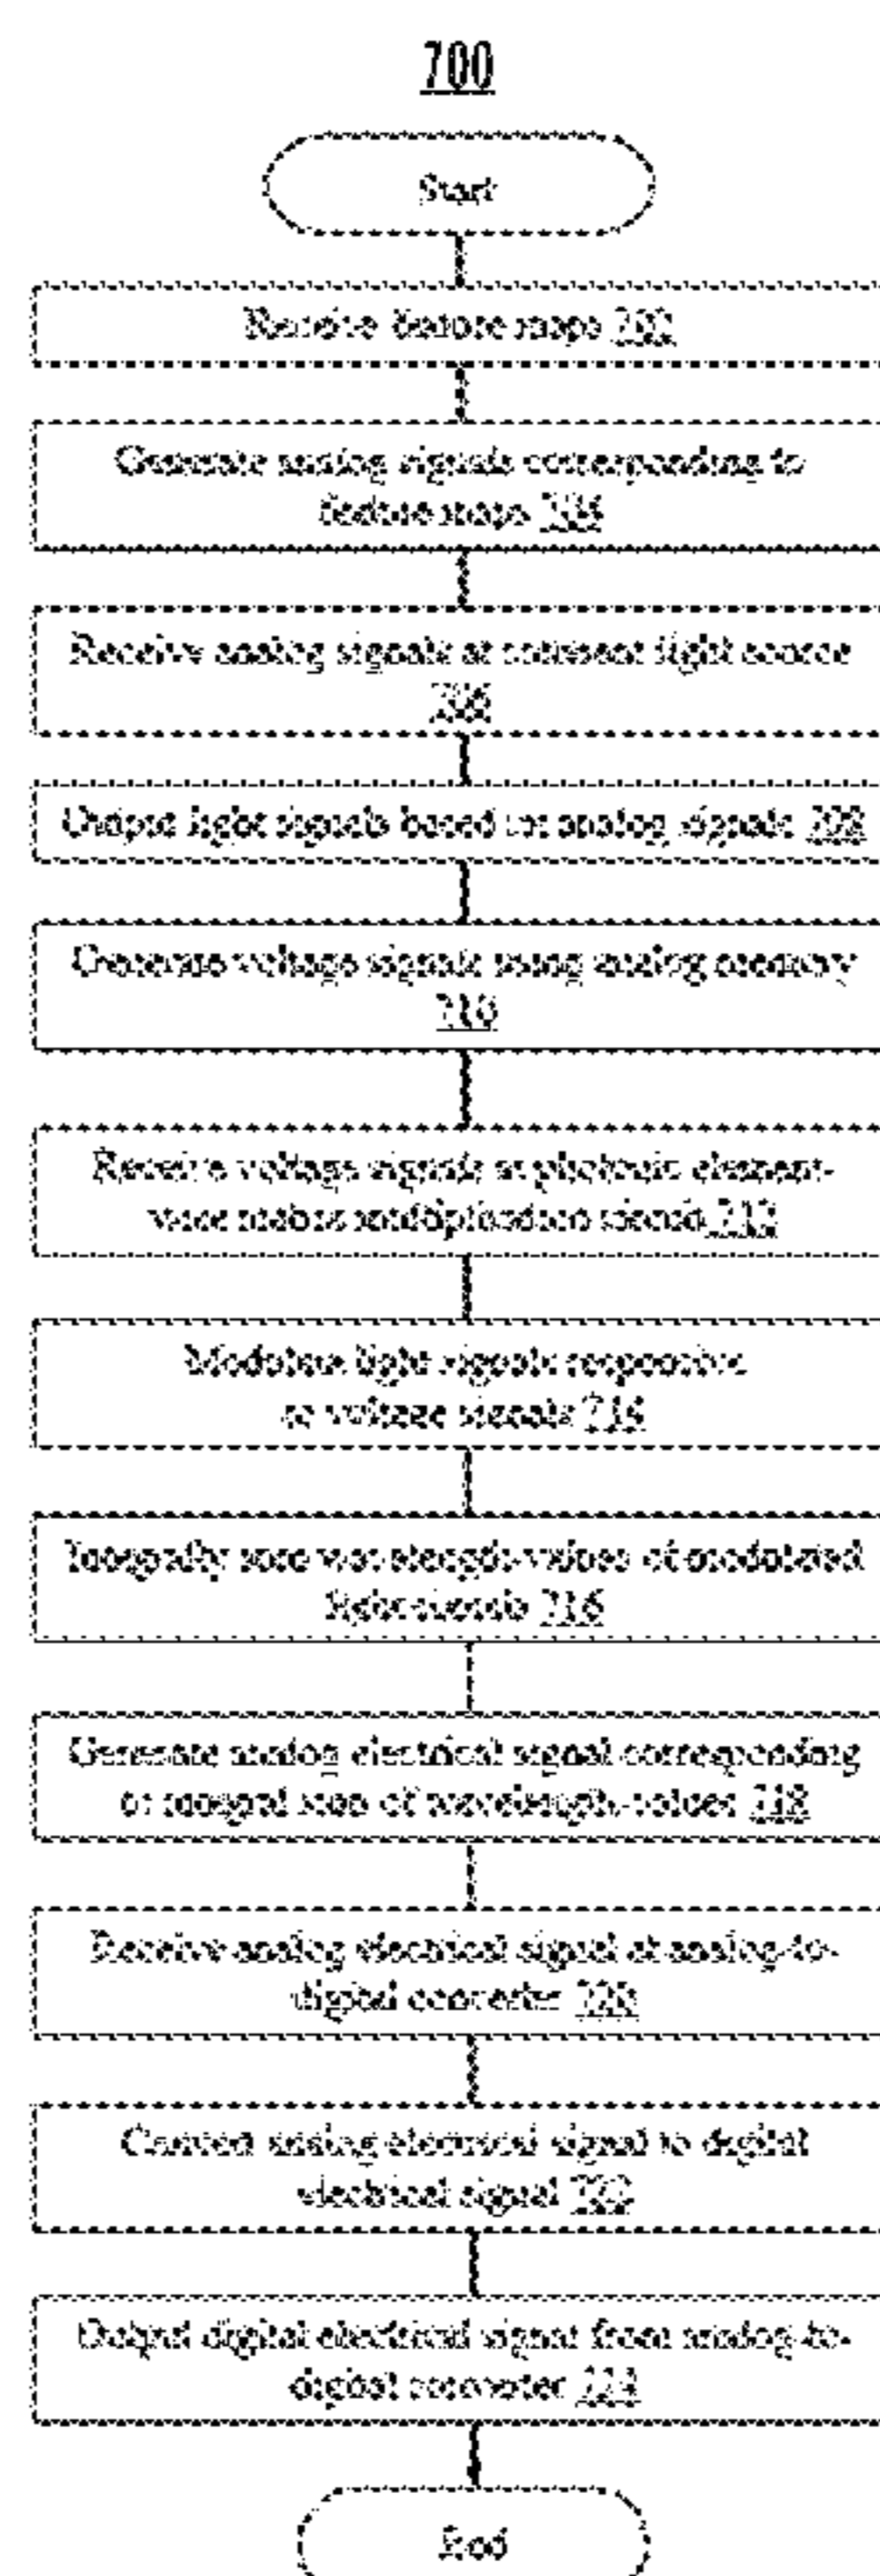 700
Start
Receive feature maps 702
Generate analog signals corresponding to
feature maps 704
Receive analog signals at coherent light source
706
Output light signals based on analog signals 708
Generate voltage signals using analog memory
710
Receive voltage signals at photonic element-
wise matrix multiplication circuit 712
Modulate light signals responsive
to voltage signals 714
Integrally sum wavelength-values of modulated
light signals 716
Generate analog electrical signal corresponding
to integral sum of wavelength-values 718
Receive analog electrical signal at analog-to-
digital converter 720
Convert analog electrical signal to digital
electrical signal 722
Output digital electrical signal from analog-to-
digital converter 724
End